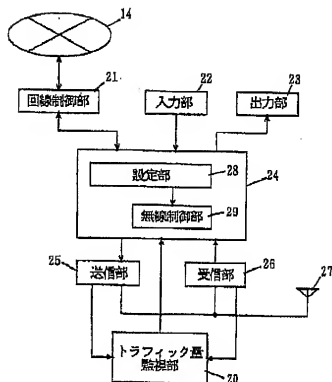 14
21
22
23
回線制御部
入力部
出力部
設定部
28
24
無線制御部
29
25
送信部
受信部
26
27
トラフィック量
監視部
20